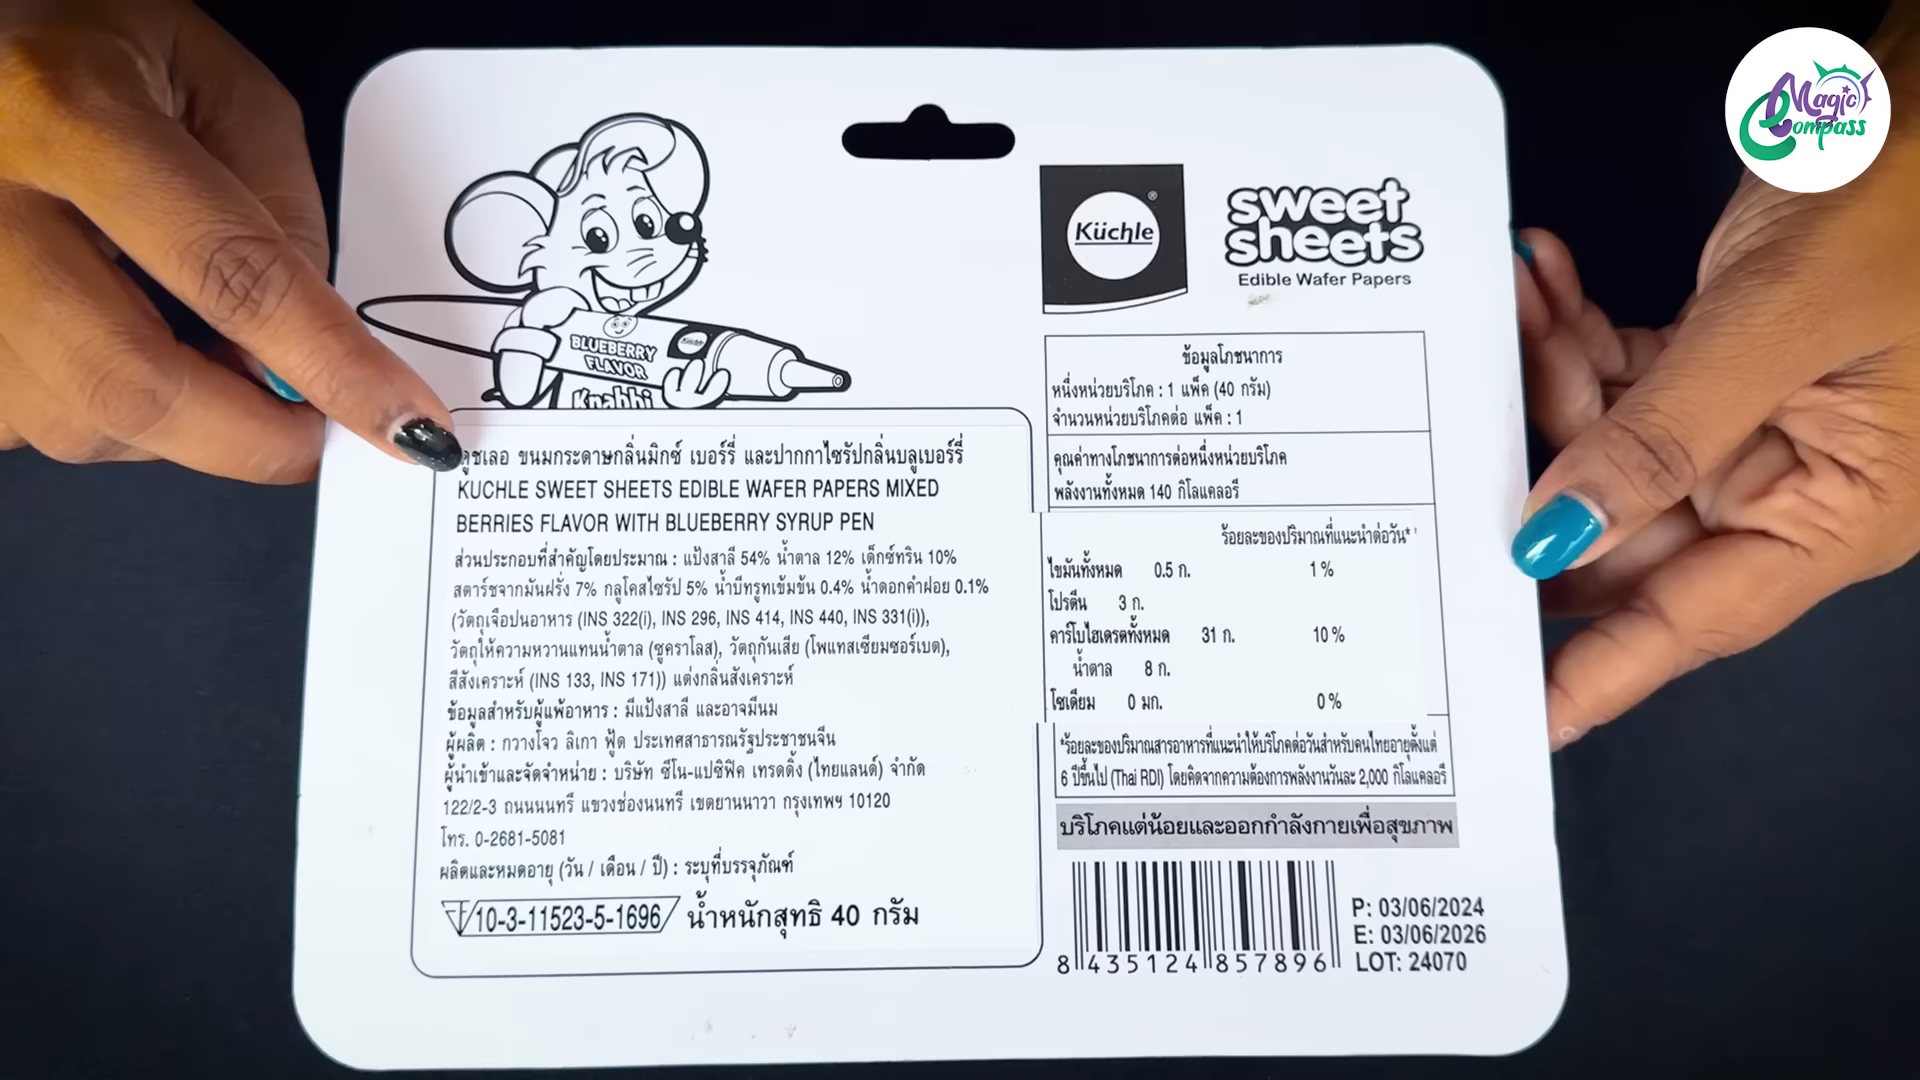 Magic Compass
Küchle
®
sweet
sheets
Edible Wafer Papers
BLUEBERRY
FLAVOR
Küchle
Knabbi
ขนมกระดาษกลิ่นมิกซ์ เบอร์รี่ และปากกาไซรัปกลิ่นบลูเบอร์รี่
KUCHLE SWEET SHEETS EDIBLE WAFER PAPERS MIXED
BERRIES FLAVOR WITH BLUEBERRY SYRUP PEN
ส่วนประกอบที่สำคัญโดยประมาณ : แป้งสาลี 54% น้ำตาล 12% เด็กซ์ทริน 10%
สตาร์ชจากมันฝรั่ง 7% กลูโคสไซรัป 5% น้ำบีทรูทเข้มข้น 0.4% น้ำดอกคำฝอย 0.1%
(วัตถุเจือปนอาหาร (INS 322(i), INS 296, INS 414, INS 440, INS 331(i)),
วัตถุให้ความหวานแทนน้ำตาล (ซูคราโลส), วัตถุกันเสีย (โพแทสเซียมซอร์เบต),
สีสังเคราะห์ (INS 133, INS 171)) แต่งกลิ่นสังเคราะห์
ข้อมูลสำหรับผู้แพ้อาหาร : มีแป้งสาลี และอาจมีนม
ผู้ผลิต : กวางโจว ลิเกา ฟู้ด ประเทศสาธารณรัฐประชาชนจีน
ผู้นำเข้าและจัดจำหน่าย : บริษัท ซีโน-แปซิฟิค เทรดดิ้ง (ไทยแลนด์) จำกัด
122/2-3 ถนนนนทรี แขวงช่องนนทรี เขตยานนาวา กรุงเทพฯ 10120
โทร. 0-2681-5081
ผลิตและหมดอายุ (วัน / เดือน / ปี) : ระบุที่บรรจุภัณฑ์
10-3-11523-5-1696 น้ำหนักสุทธิ 40 กรัม
ข้อมูลโภชนาการ
หนึ่งหน่วยบริโภค : 1 แพ็ค (40 กรัม)
จำนวนหน่วยบริโภคต่อ แพ็ค : 1
คุณค่าทางโภชนาการต่อหนึ่งหน่วยบริโภค
พลังงานทั้งหมด 140 กิโลแคลอรี
ร้อยละของปริมาณที่แนะนำต่อวัน*
ไขมันทั้งหมด 0.5 ก. 1 %
โปรตีน 3 ก.
คาร์โบไฮเดรตทั้งหมด 31 ก. 10 %
น้ำตาล 8 ก.
โซเดียม 0 มก. 0 %
*ร้อยละของปริมาณสารอาหารที่แนะนำให้บริโภคต่อวันสำหรับคนไทยอายุตั้งแต่
6 ปีขึ้นไป (Thai RDI) โดยคิดจากความต้องการพลังงานวันละ 2,000 กิโลแคลอรี
บริโภคแต่น้อยและออกกำลังกายเพื่อสุขภาพ
8 435124 857896
P: 03/06/2024
E: 03/06/2026
LOT: 24070